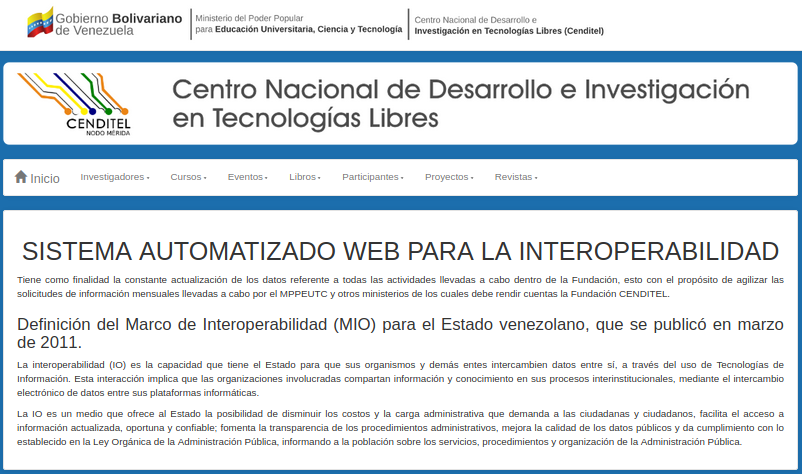 Gobierno Bolivariano
de Venezuela
Ministerio del Poder Popular
para Educación Universitaria, Ciencia y Tecnología
Centro Nacional de Desarrollo e
Investigación en Tecnologías Libres (Cenditel)
CENDITEL
NODO MÉRIDA
Centro Nacional de Desarrollo e Investigación
en Tecnologías Libres
Inicio Investigadores Cursos Eventos Libros Participantes Proyectos Revistas
SISTEMA AUTOMATIZADO WEB PARA LA INTEROPERABILIDAD
Tiene como finalidad la constante actualización de los datos referente a todas las actividades llevadas a cabo dentro de la Fundación, esto con el propósito de agilizar las
solicitudes de información mensuales llevadas a cabo por el MPPEUTC y otros ministerios de los cuales debe rendir cuentas la Fundación CENDITEL.
Definición del Marco de Interoperabilidad (MIO) para el Estado venezolano, que se publicó en marzo
de 2011.
La interoperabilidad (IO) es la capacidad que tiene el Estado para que sus organismos y demás entes intercambien datos entre sí, a través del uso de Tecnologías de
Información. Esta interacción implica que las organizaciones involucradas compartan información y conocimiento en sus procesos interinstitucionales, mediante el intercambio
electrónico de datos entre sus plataformas informáticas.
La IO es un medio que ofrece al Estado la posibilidad de disminuir los costos y la carga administrativa que demanda a las ciudadanas y ciudadanos, facilita el acceso a
información actualizada, oportuna y confiable; fomenta la transparencia de los procedimientos administrativos, mejora la calidad de los datos públicos y da cumplimiento con lo
establecido en la Ley Orgánica de la Administración Pública, informando a la población sobre los servicios, procedimientos y organización de la Administración Pública.